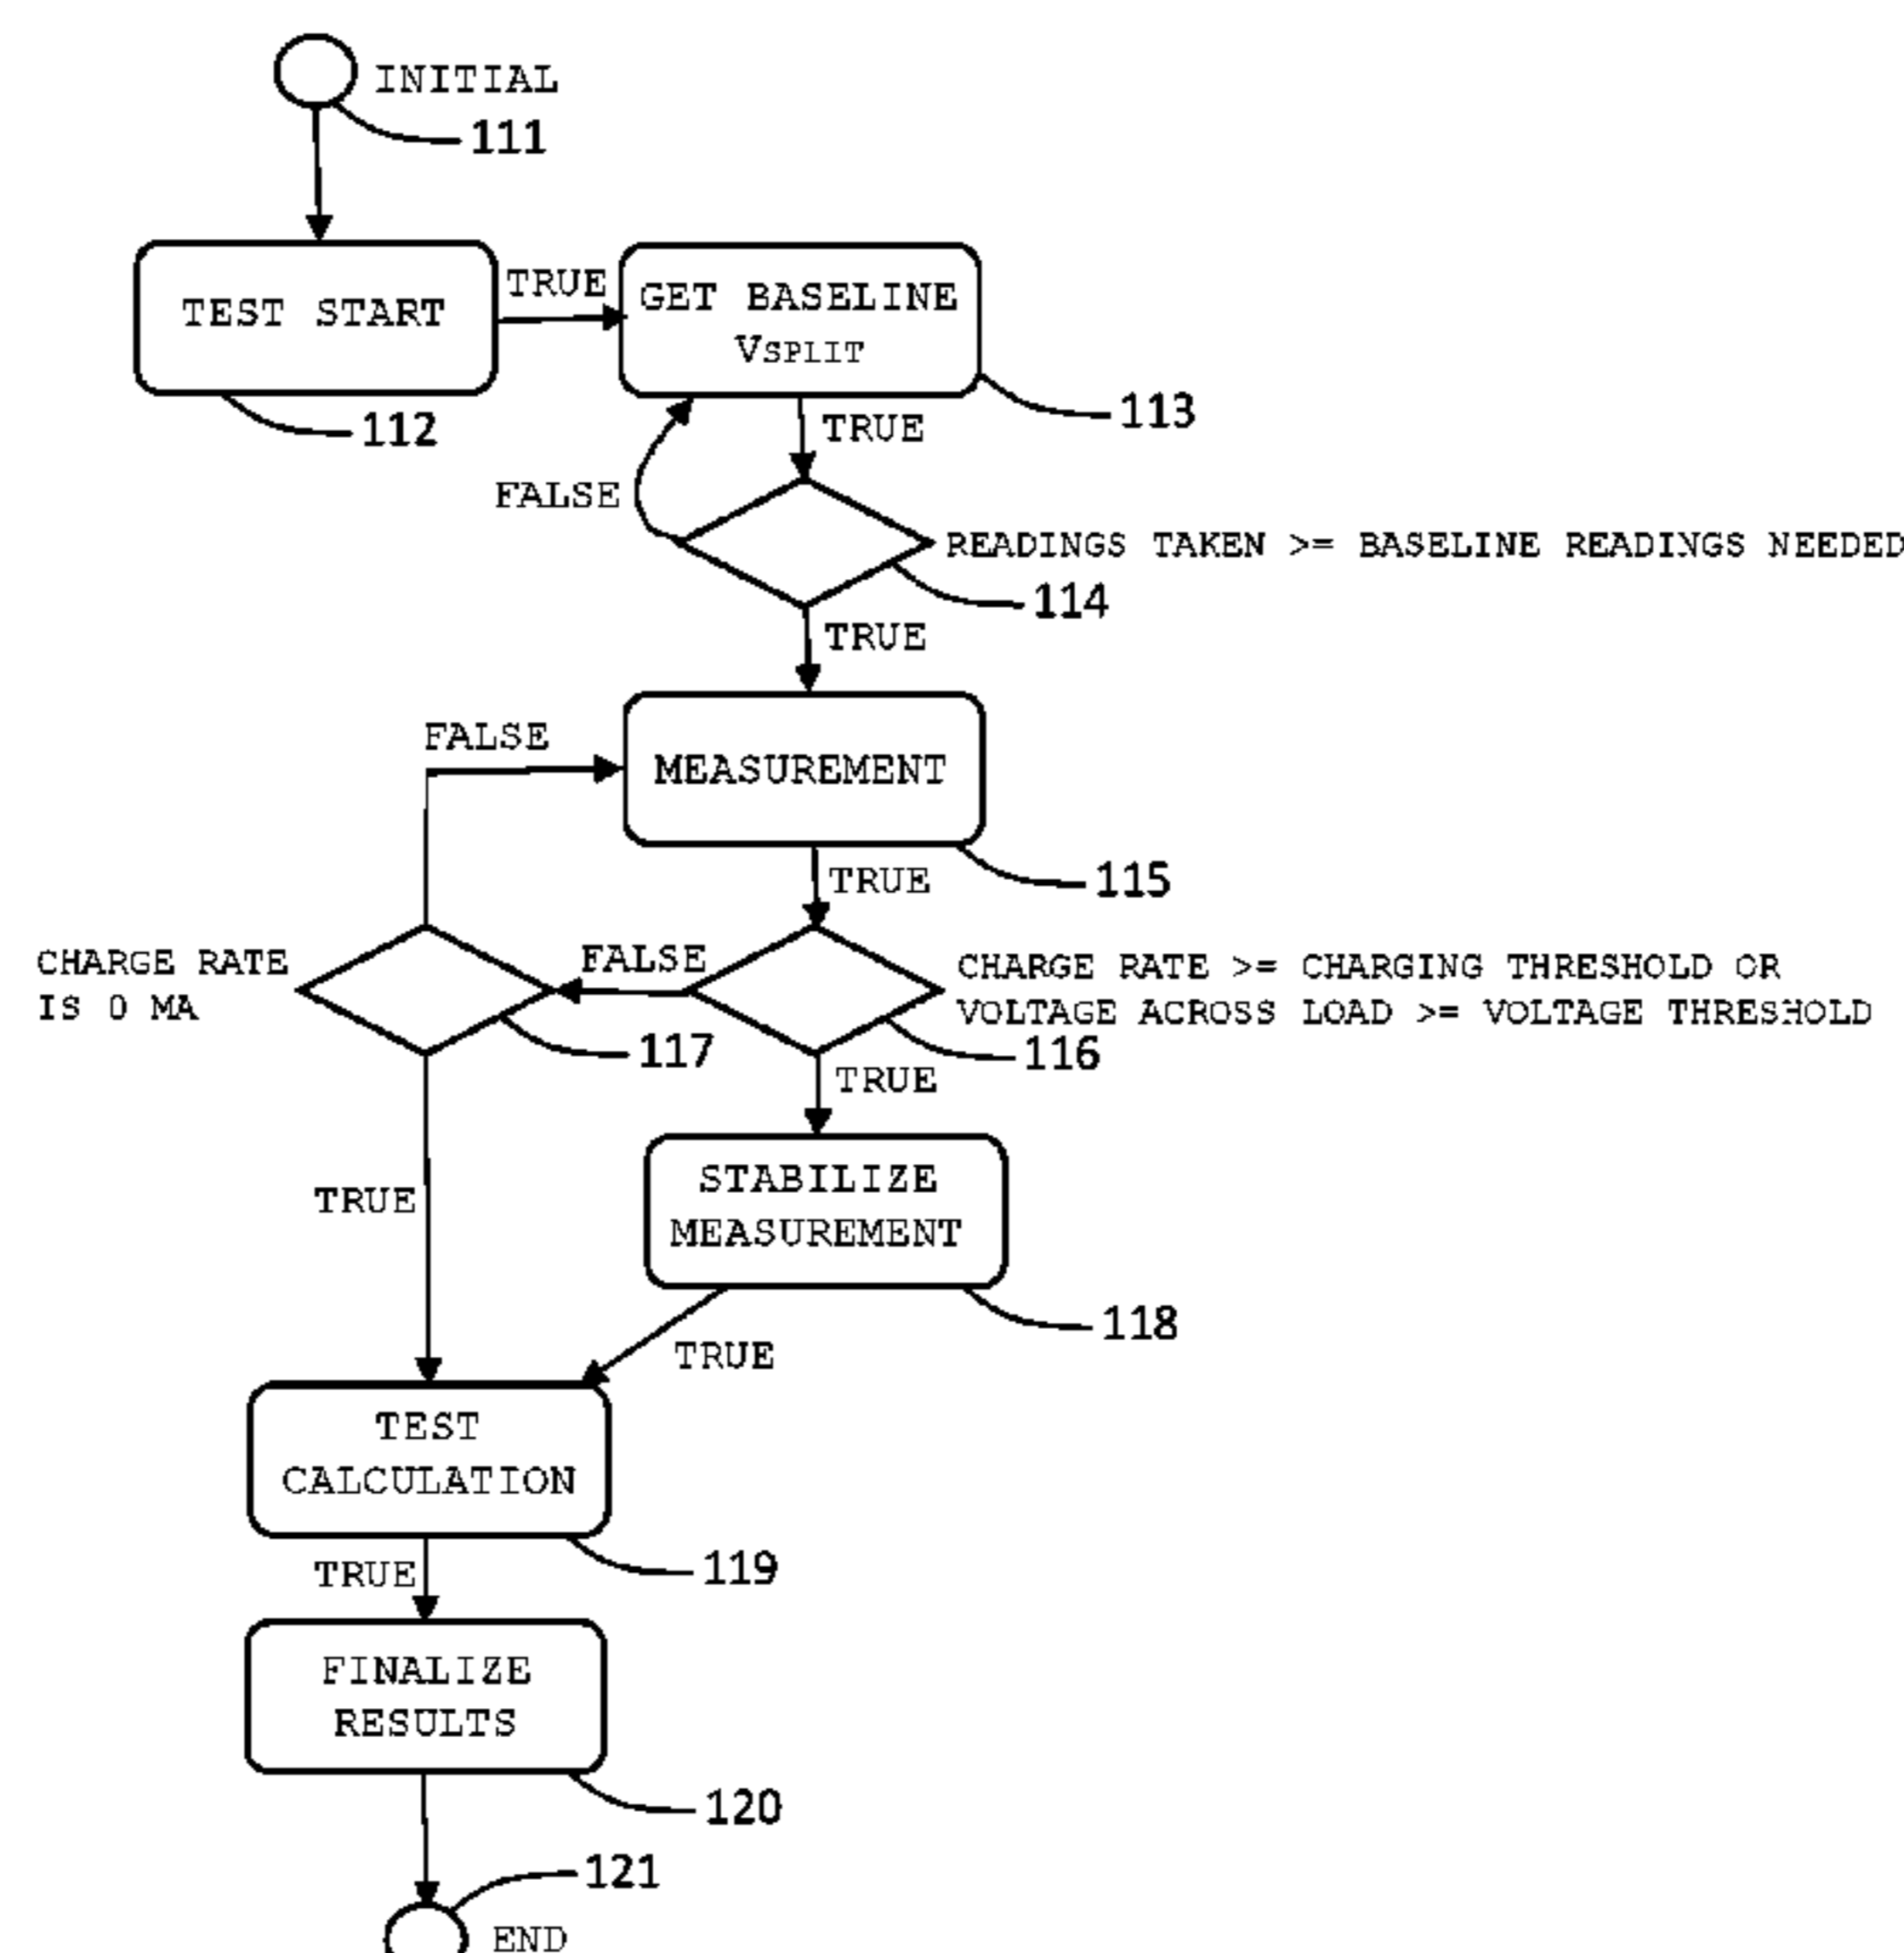 INITIAL
111
TEST START
TRUE
GET BASELINE
VSPLIT
112
113
TRUE
FALSE
READINGS TAKEN >= BASELINE READINGS NEEDED
114
TRUE
FALSE
MEASUREMENT
TRUE
115
CHARGE RATE
IS 0 MA
FALSE
CHARGE RATE >= CHARGING THRESHOLD OR
VOLTAGE ACROSS LOAD >= VOLTAGE THRESHOLD
117
116
TRUE
STABILIZE
MEASUREMENT
TRUE
118
TRUE
TEST
CALCULATION
119
TRUE
FINALIZE
RESULTS
120
121
END